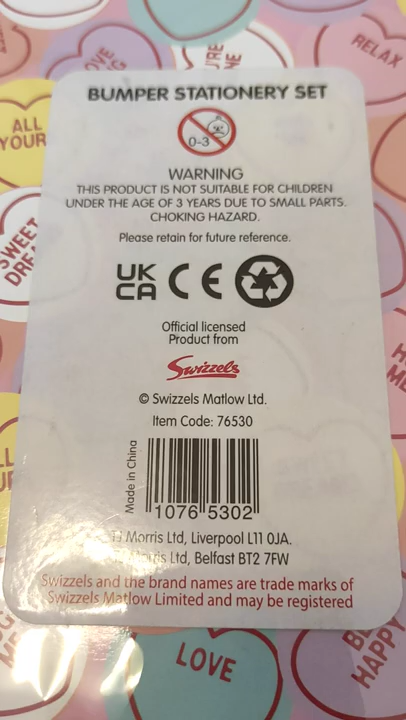 LOVE
YOU'RE
RELAX
ALL
YOUR
SWEET
BUMPER STATIONERY SET
0-3
WARNING
THIS PRODUCT IS NOT SUITABLE FOR CHILDREN
UNDER THE AGE OF 3 YEARS DUE TO SMALL PARTS.
CHOKING HAZARD.
Please retain for future reference.
UK
CA CE
Official licensed
Product from
Swizzels
© Swizzels Matlow Ltd.
Item Code: 76530
Made in China
1076 5302
Morris Ltd, Liverpool L11 0JA.
Morris Ltd, Belfast BT2 7FW
Swizzels and the brand names are trade marks of
Swizzels Matlow Limited and may be registered
LOVE
HAPPY